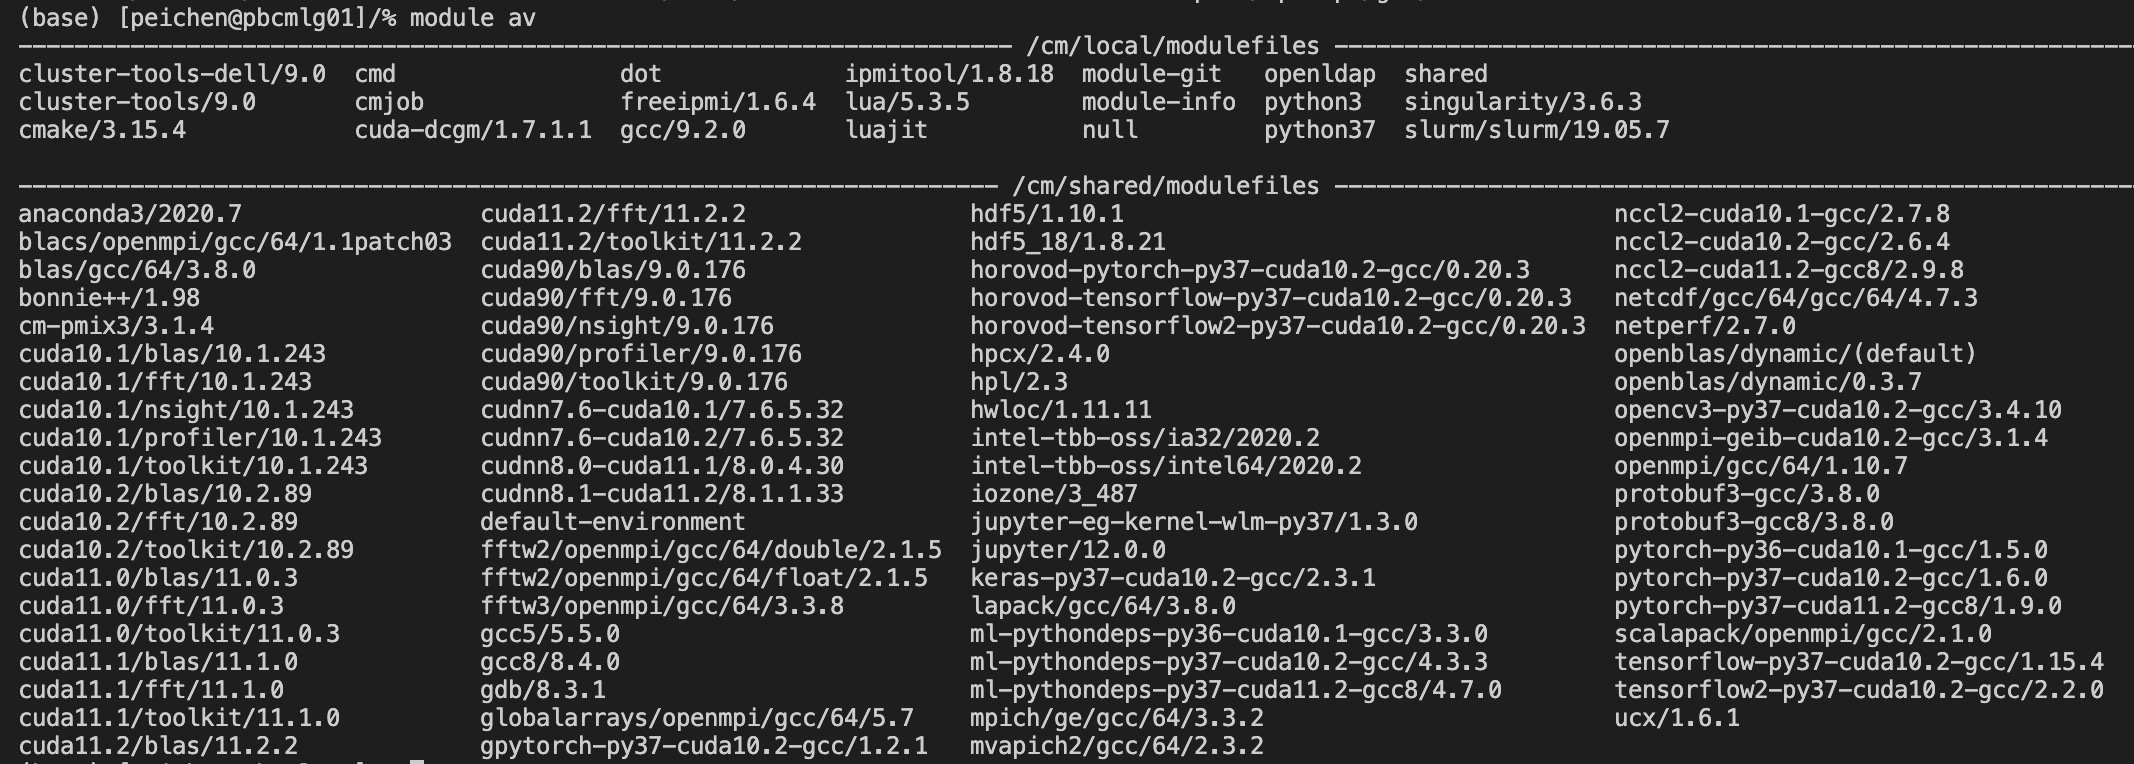 (base) [peichen@pbcmlg01]/% module av
---------------------------------------------------------------------- /cm/local/modulefiles ----------------------------------------------------------
cluster-tools-dell/9.0  cmd                dot             ipmitool/1.8.18  module-git   openldap  shared
cluster-tools/9.0       cmjob              freeipmi/1.6.4  lua/5.3.5        module-info  python3   singularity/3.6.3
cmake/3.15.4            cuda-dcgm/1.7.1.1  gcc/9.2.0       luajit           null         python37  slurm/slurm/19.05.7
--------------------------------------------------------------------- /cm/shared/modulefiles ----------------------------------------------------------
anaconda3/2020.7                 cuda11.2/fft/11.2.2                hdf5/1.10.1                                   nccl2-cuda10.1-gcc/2.7.8
blacs/openmpi/gcc/64/1.1patch03  cuda11.2/toolkit/11.2.2            hdf5_18/1.8.21                                nccl2-cuda10.2-gcc/2.6.4
blas/gcc/64/3.8.0                cuda90/blas/9.0.176                horovod-pytorch-py37-cuda10.2-gcc/0.20.3      nccl2-cuda11.2-gcc8/2.9.8
bonnie++/1.98                    cuda90/fft/9.0.176                 horovod-tensorflow-py37-cuda10.2-gcc/0.20.3   netcdf/gcc/64/gcc/64/4.7.3
cm-pmix3/3.1.4                   cuda90/nsight/9.0.176              horovod-tensorflow2-py37-cuda10.2-gcc/0.20.3  netperf/2.7.0
cuda10.1/blas/10.1.243           cuda90/profiler/9.0.176            hpcx/2.4.0                                    openblas/dynamic/(default)
cuda10.1/fft/10.1.243            cuda90/toolkit/9.0.176             hpl/2.3                                       openblas/dynamic/0.3.7
cuda10.1/nsight/10.1.243         cudnn7.6-cuda10.1/7.6.5.32         hwloc/1.11.11                                 opencv3-py37-cuda10.2-gcc/3.4.10
cuda10.1/profiler/10.1.243       cudnn7.6-cuda10.2/7.6.5.32         intel-tbb-oss/ia32/2020.2                     openmpi-geib-cuda10.2-gcc/3.1.4
cuda10.1/toolkit/10.1.243        cudnn8.0-cuda11.1/8.0.4.30         intel-tbb-oss/intel64/2020.2                  openmpi/gcc/64/1.10.7
cuda10.2/blas/10.2.89            cudnn8.1-cuda11.2/8.1.1.33         iozone/3_487                                  protobuf3-gcc/3.8.0
cuda10.2/fft/10.2.89             default-environment                jupyter-eg-kernel-wlm-py37/1.3.0              protobuf3-gcc8/3.8.0
cuda10.2/toolkit/10.2.89         fftw2/openmpi/gcc/64/double/2.1.5  jupyter/12.0.0                                pytorch-py36-cuda10.1-gcc/1.5.0
cuda11.0/blas/11.0.3             fftw2/openmpi/gcc/64/float/2.1.5   keras-py37-cuda10.2-gcc/2.3.1                 pytorch-py37-cuda10.2-gcc/1.6.0
cuda11.0/fft/11.0.3              fftw3/openmpi/gcc/64/3.3.8         lapack/gcc/64/3.8.0                           pytorch-py37-cuda11.2-gcc8/1.9.0
cuda11.0/toolkit/11.0.3          gcc5/5.5.0                         ml-pythondeps-py36-cuda10.1-gcc/3.3.0         scalapack/openmpi/gcc/2.1.0
cuda11.1/blas/11.1.0             gcc8/8.4.0                         ml-pythondeps-py37-cuda10.2-gcc/4.3.3         tensorflow-py37-cuda10.2-gcc/1.15.4
cuda11.1/fft/11.1.0              gdb/8.3.1                          ml-pythondeps-py37-cuda11.2-gcc8/4.7.0        tensorflow2-py37-cuda10.2-gcc/2.2.0
cuda11.1/toolkit/11.1.0          globalarrays/openmpi/gcc/64/5.7    mpich/ge/gcc/64/3.3.2                         ucx/1.6.1
cuda11.2/blas/11.2.2             gpytorch-py37-cuda10.2-gcc/1.2.1   mvapich2/gcc/64/2.3.2